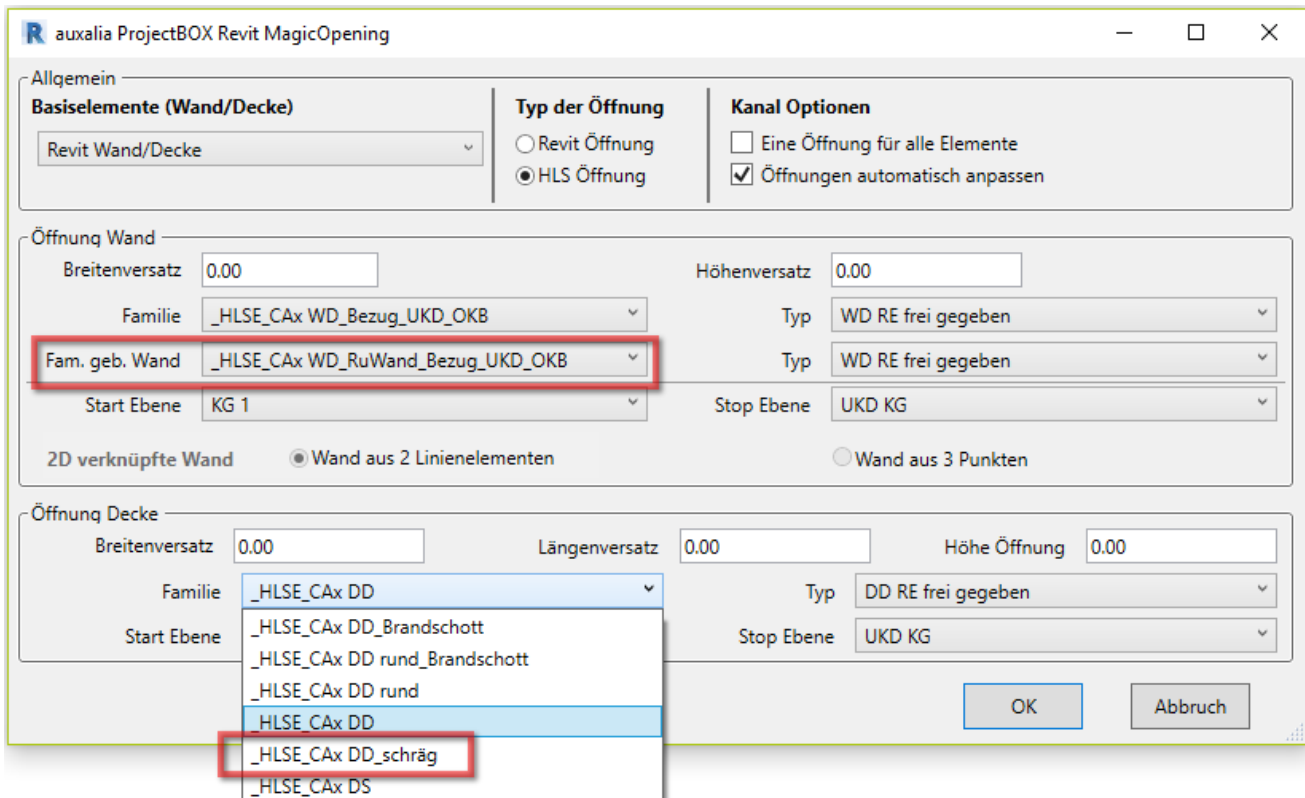 auxalia ProjectBOX Revit MagicOpening
Allgemein
Basiselemente (Wand/Decke)
Revit Wand/Decke
Typ der Öffnung
Revit Öffnung
HLS Öffnung
Kanal Optionen
Eine Öffnung für alle Elemente
Öffnungen automatisch anpassen
Öffnung Wand
Breitenversatz 0.00 Höhenversatz 0.00
Familie _HLSE_CAx WD_Bezug_UKD_OKB Typ WD RE frei gegeben
Fam. geb. Wand _HLSE_CAx WD_RuWand_Bezug_UKD_OKB Typ WD RE frei gegeben
Start Ebene KG 1 Stop Ebene UKD KG
2D verknüpfte Wand Wand aus 2 Linienelementen Wand aus 3 Punkten
Öffnung Decke
Breitenversatz 0.00 Längenversatz 0.00 Höhe Öffnung 0.00
Familie _HLSE_CAx DD Typ DD RE frei gegeben
Start Ebene Stop Ebene UKD KG
_HLSE_CAx DD_Brandschott
_HLSE_CAx DD rund_Brandschott
_HLSE_CAx DD rund
_HLSE_CAx DD
_HLSE_CAx DD_schräg
_HLSE_CAx DS
OK Abbruch